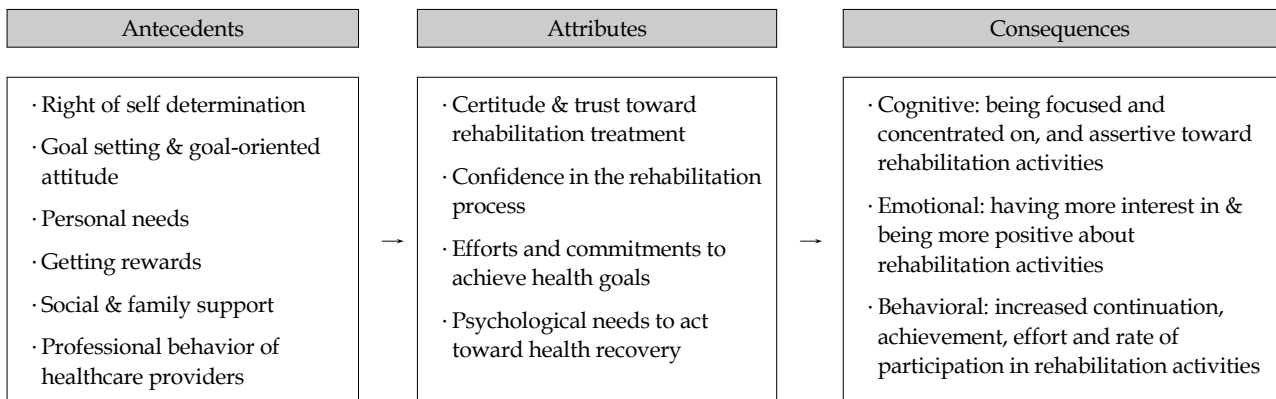 Antecedents
· Right of self determination
· Goal setting & goal-oriented
attitude
· Personal needs
· Getting rewards
· Social & family support
· Professional behavior of
healthcare providers
→
Attributes
· Certitude & trust toward
rehabilitation treatment
· Confidence in the rehabilitation
process
· Efforts and commitments to
achieve health goals
· Psychological needs to act
toward health recovery
→
Consequences
· Cognitive: being focused and
concentrated on, and assertive toward
rehabilitation activities
· Emotional: having more interest in &
being more positive about
rehabilitation activities
· Behavioral: increased continuation,
achievement, effort and rate of
participation in rehabilitation activities